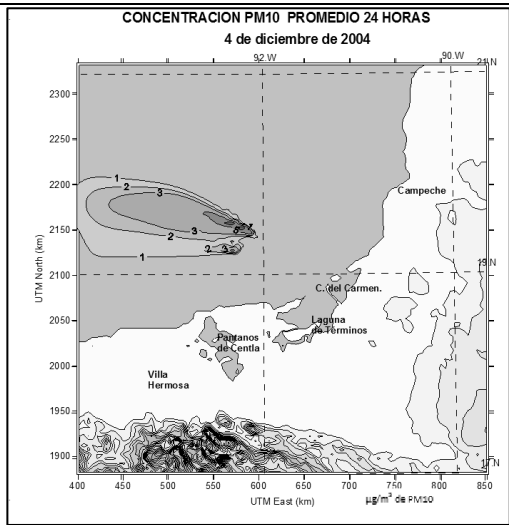 CONCENTRACION PM10 PROMEDIO 24 HORAS
4 de diciembre de 2004
92.W
90.W
21.N
2300
2250
2200
2150
2100
2050
2000
1950
1900
UTM North (km)
1
2
3
3
2
1
2
3
Campeche
19.N
C. del Carmen.
Laguna
de Términos
Pantanos
de Centla
Villa
Hermosa
17.N
400 450 500 550 600 650 700 750 800 850
UTM East (km)
µg/m³ de PM10